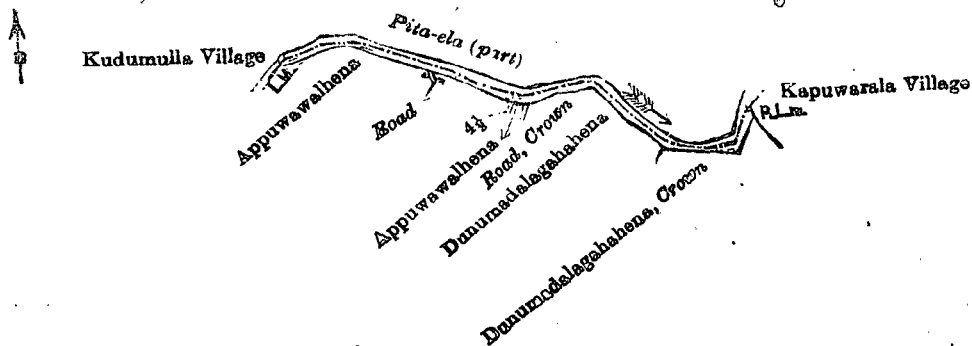 Pita-ela (part)
Kudumulla Village
Kapuwarala Village
Appuwawalhena
Road
4½
Appuwawalhena
Road, Crown
Dunumadalagahahena
Dunumadalagahahena, Crown